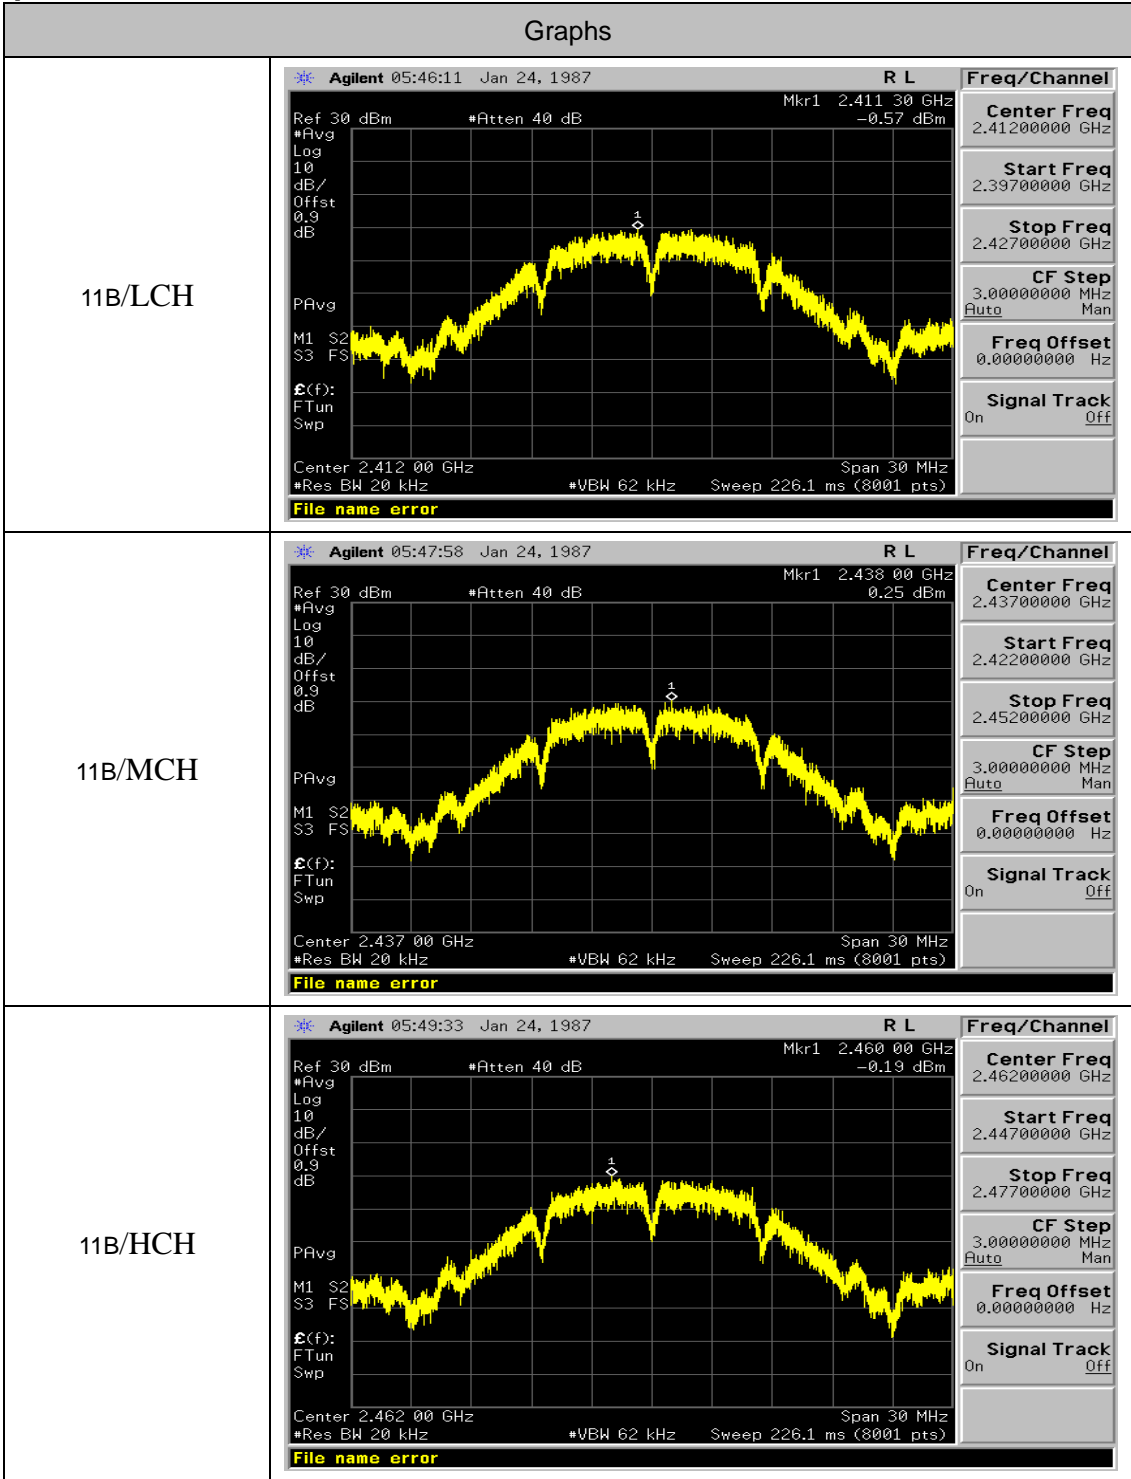 Graphs
11B/LCH
Agilent 05:46:11 Jan 24, 1987 R L Freq/Channel
Mkr1 2.411 30 GHz
Ref 30 dBm #Atten 40 dB -0.57 dBm
#Avg
Log
10
dB/
Offst
0.9
dB
1
PAvg
M1 S2
S3 FS
£(f):
FTun
Swp
Center 2.412 00 GHz Span 30 MHz
#Res BW 20 kHz #VBW 62 kHz Sweep 226.1 ms (8001 pts)
File name error
Center Freq
2.41200000 GHz
Start Freq
2.39700000 GHz
Stop Freq
2.42700000 GHz
CF Step
3.00000000 MHz
Auto Man
Freq Offset
0.00000000 Hz
Signal Track
On Off
11B/MCH
Agilent 05:47:58 Jan 24, 1987 R L Freq/Channel
Mkr1 2.438 00 GHz
Ref 30 dBm #Atten 40 dB 0.25 dBm
#Avg
Log
10
dB/
Offst
0.9
dB
1
PAvg
M1 S2
S3 FS
£(f):
FTun
Swp
Center 2.437 00 GHz Span 30 MHz
#Res BW 20 kHz #VBW 62 kHz Sweep 226.1 ms (8001 pts)
File name error
Center Freq
2.43700000 GHz
Start Freq
2.42200000 GHz
Stop Freq
2.45200000 GHz
CF Step
3.00000000 MHz
Auto Man
Freq Offset
0.00000000 Hz
Signal Track
On Off
11B/HCH
Agilent 05:49:33 Jan 24, 1987 R L Freq/Channel
Mkr1 2.460 00 GHz
Ref 30 dBm #Atten 40 dB -0.19 dBm
#Avg
Log
10
dB/
Offst
0.9
dB
1
PAvg
M1 S2
S3 FS
£(f):
FTun
Swp
Center 2.462 00 GHz Span 30 MHz
#Res BW 20 kHz #VBW 62 kHz Sweep 226.1 ms (8001 pts)
File name error
Center Freq
2.46200000 GHz
Start Freq
2.44700000 GHz
Stop Freq
2.47700000 GHz
CF Step
3.00000000 MHz
Auto Man
Freq Offset
0.00000000 Hz
Signal Track
On Off